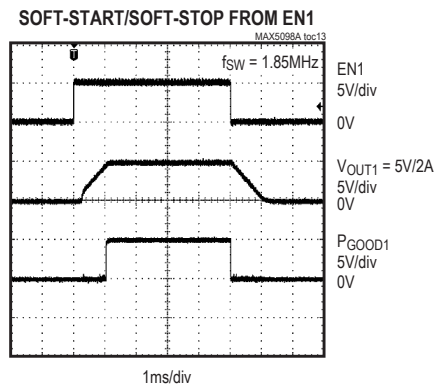 SOFT-START/SOFT-STOP FROM EN1
MAX5098A toc13
T
fSW = 1.85MHz
EN1
5V/div
0V
VOUT1 = 5V/2A
5V/div
0V
PGOOD1
5V/div
0V
1ms/div